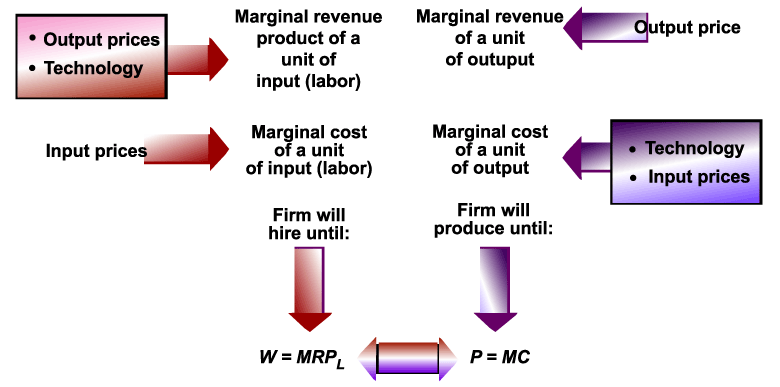 • Output prices
• Technology
Marginal revenue
product of a
unit of
input (labor)
Marginal revenue
of a unit
of outuput
Output price
Input prices
Marginal cost
of a unit
of input (labor)
Marginal cost
of a unit
of output
• Technology
• Input prices
Firm will
hire until:
Firm will
produce until:
W = MRPL
P = MC